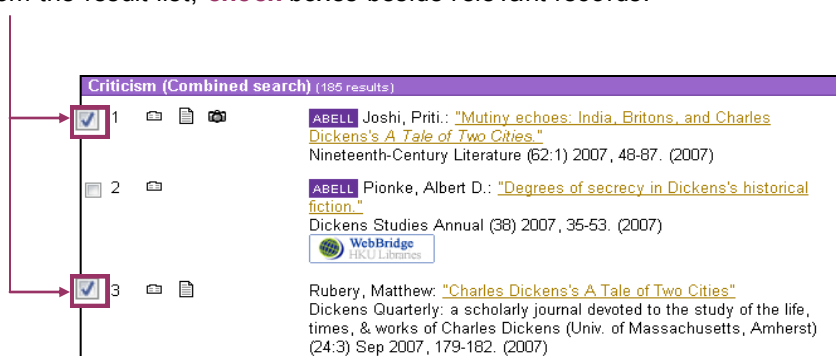 om the result list, check boxes beside relevant records.
Criticism (Combined search) (185 results)
1 ABELL Joshi, Priti.: "Mutiny echoes: India, Britons, and Charles
Dickens's A Tale of Two Cities."
Nineteenth-Century Literature (62:1) 2007, 48-87. (2007)
2 ABELL Pionke, Albert D.: "Degrees of secrecy in Dickens's historical
fiction."
Dickens Studies Annual (38) 2007, 35-53. (2007)
WebBridge
HKU Libraries
3 Rubery, Matthew: "Charles Dickens's A Tale of Two Cities"
Dickens Quarterly: a scholarly journal devoted to the study of the life,
times, & works of Charles Dickens (Univ. of Massachusetts, Amherst)
(24:3) Sep 2007, 179-182. (2007)